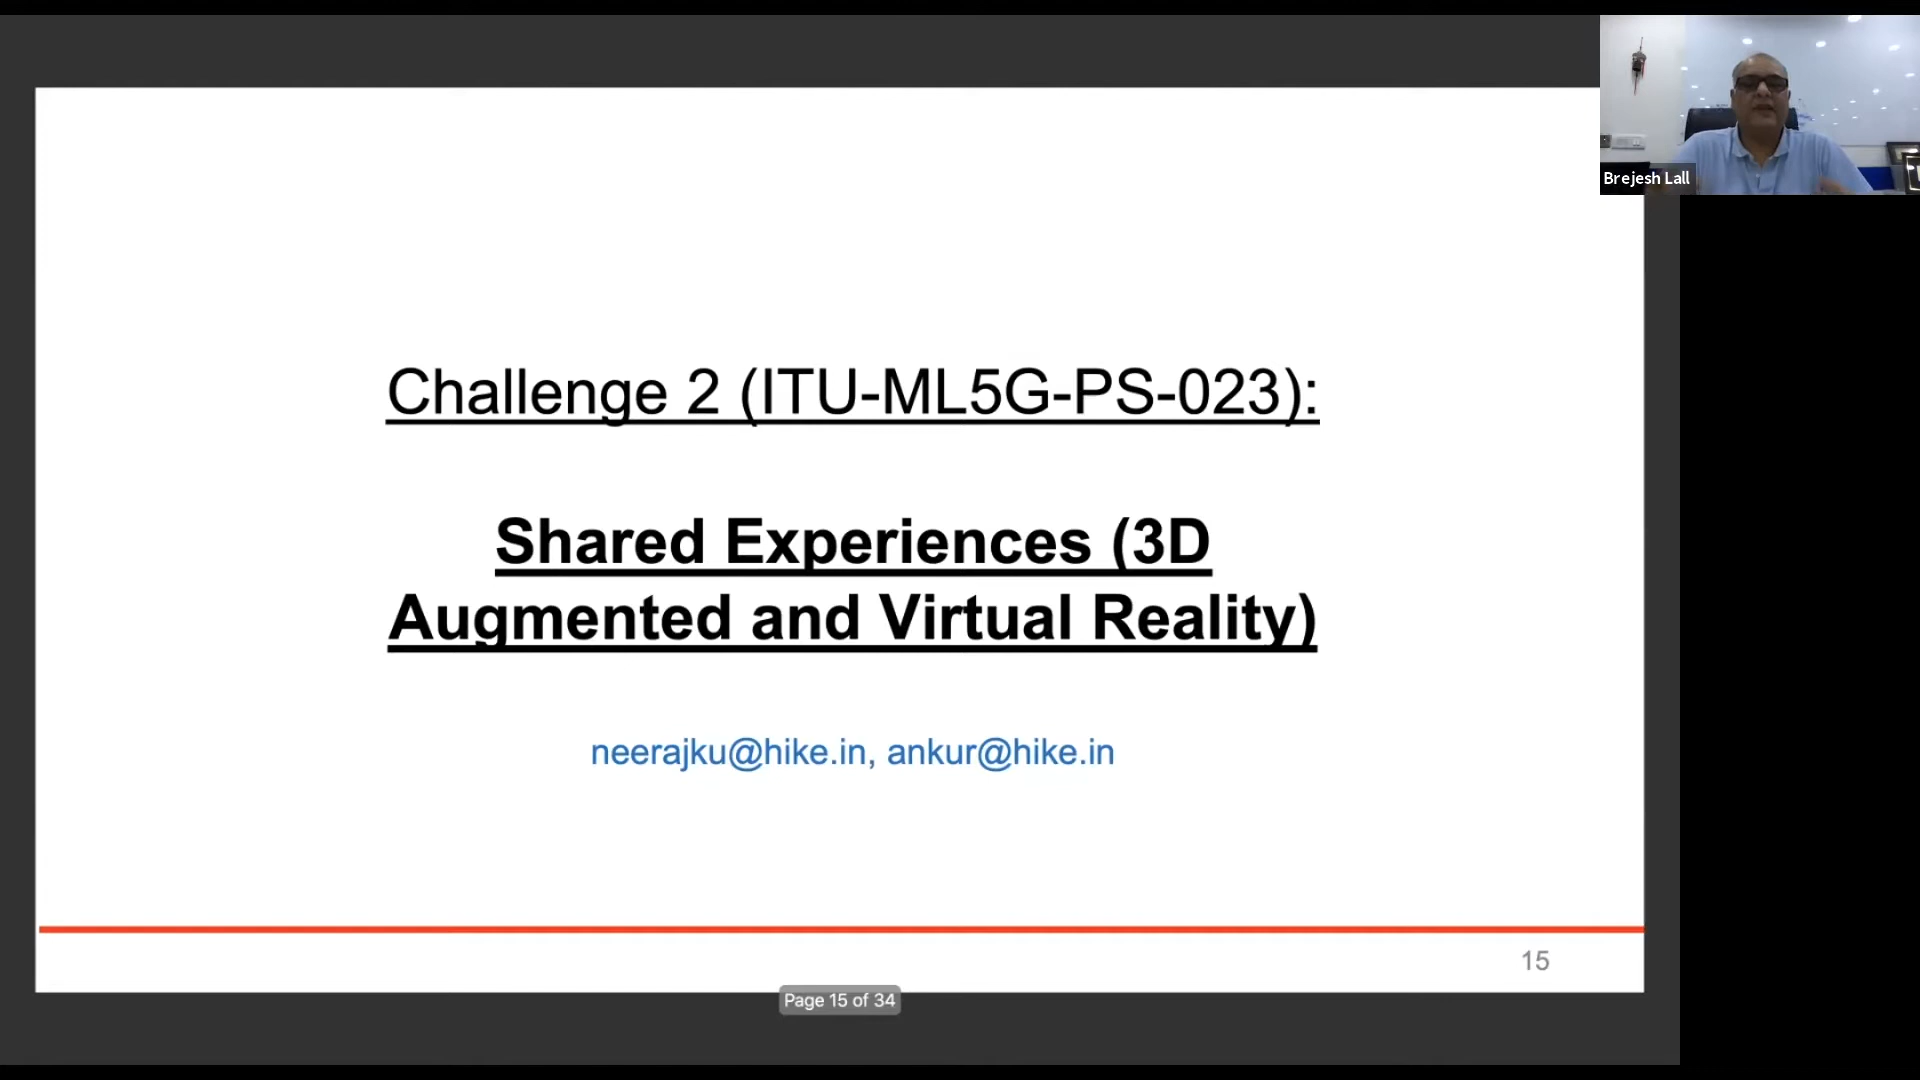 Challenge 2 (ITU-ML5G-PS-023):
Shared Experiences (3D
Augmented and Virtual Reality)
neerajku@hike.in, ankur@hike.in
15
Page 15 of 34
Brejesh Lall